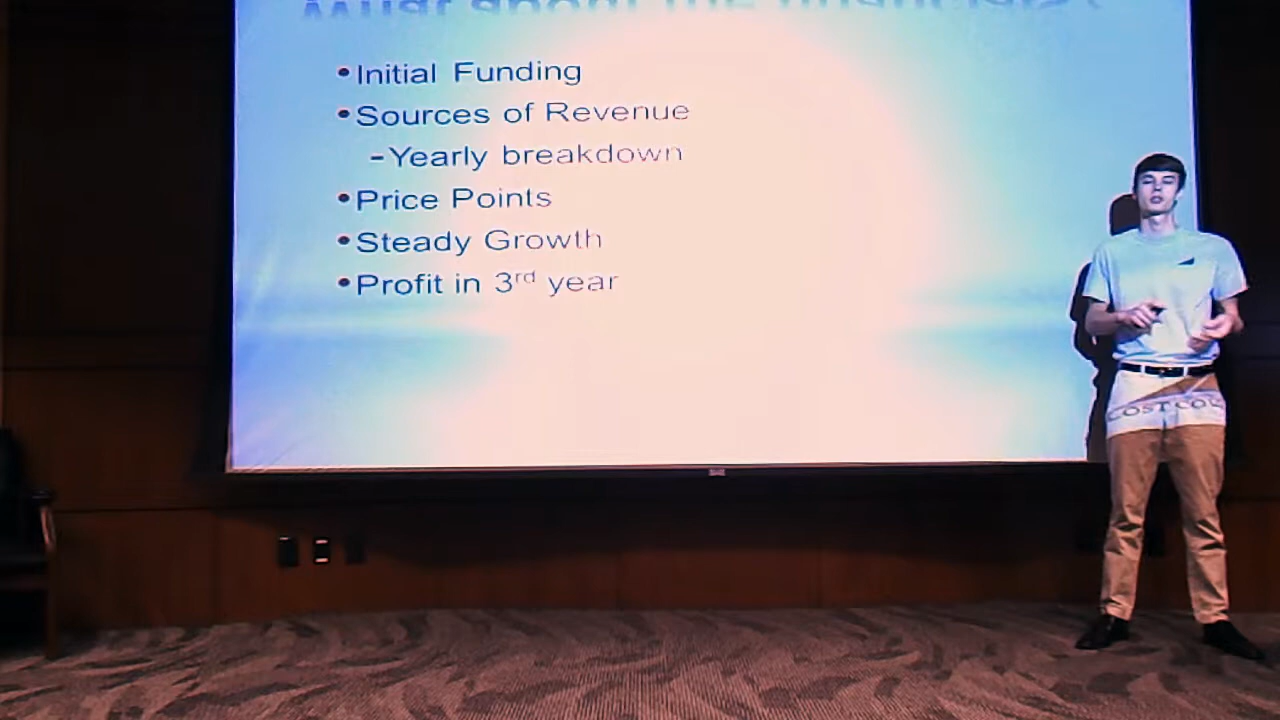 • Initial Funding
• Sources of Revenue
– Yearly breakdown
• Price Points
• Steady Growth
• Profit in 3rd year